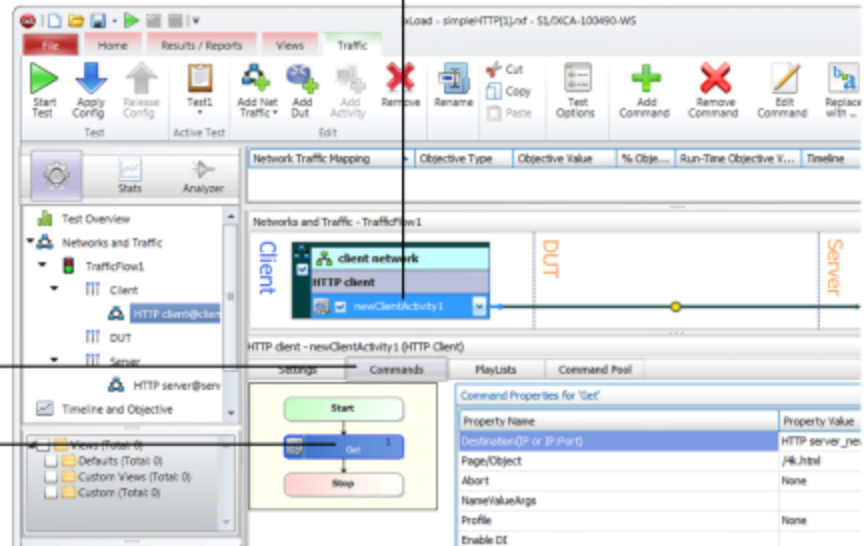 xLoad - simpleHTTP[1].rxf - S1/IXCA-100490-WS
File Home Results / Reports Views Traffic
Start Test
Apply Config
Release Config
Test1
Add Net Traffic
Add Dut
Add Activity
Remove
Rename
Cut
Copy
Paste
Test Options
Add Command
Remove Command
Edit Command
Replace with ...
Test Active Test Edit
Stats Analyzer
Network Traffic Mapping Objective Type Objective Value % Obje... Run-Time Objective V... Timeline
Test Overview
Networks and Traffic
TrafficFlow1
Client
HTTP client@clien
DUT
Server
HTTP server@serv
Timeline and Objective
Views (Total: 0)
Defaults (Total: 0)
Custom Views (Total: 0)
Custom (Total: 0)
Networks and Traffic - TrafficFlow1
Client
client network
HTTP client
newClientActivity1
DUT
Server
HTTP client - newClientActivity1 (HTTP Client)
Settings Commands PlayLists Command Pool
Start
Get 1
Stop
Command Properties for 'Get'
Property Name Property Value
Destination(IP or IP:Port) HTTP server_ne
Page/Object /4k.html
Abort None
NameValueArgs
Profile None
Enable DI